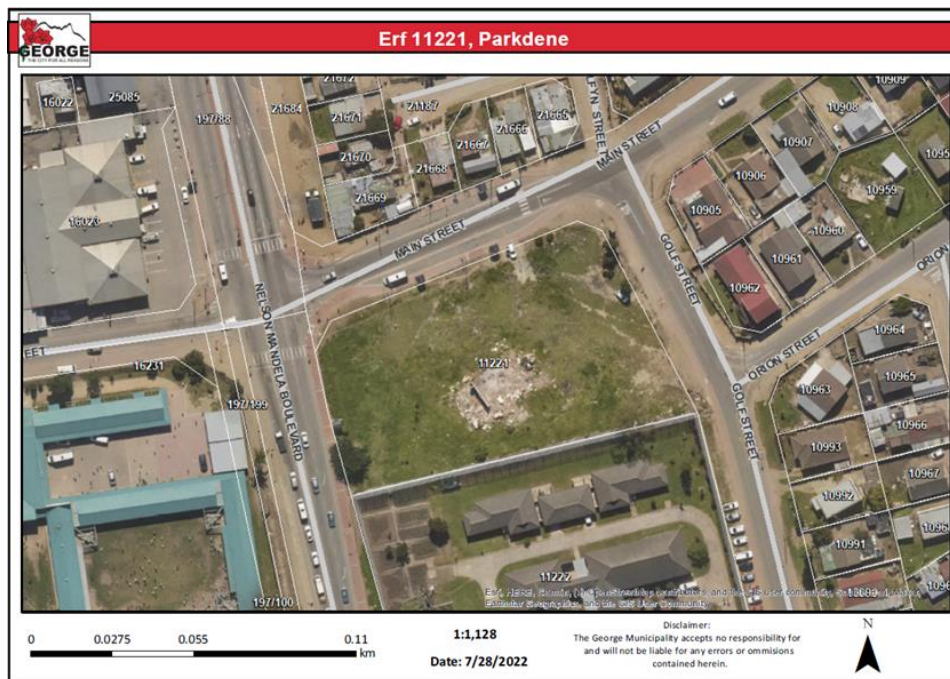 GEORGE
THE CITY FOR ALL REASONS
Erf 11221, Parkdene
16022
25085
197/88
21684
21672
21671
21187
21670
21669
21668
21667
21666
21665
MAIN STREET
10909
10908
10907
10906
10959
10905
10960
10961
10962
16023
MAIN STREET
GOLF STREET
NELSON MANDELA BOULEVARD
ORION STREET
10964
16231
11221
10963
10965
197/199
GOLF STREET
10966
10993
10967
10992
10991
11222
197/100
0 0.0275 0.055 0.11
km
1:1,128
Date: 7/28/2022
Disclaimer:
The George Municipality accepts no responsibility for
and will not be liable for any errors or ommisions
contained herein.
N